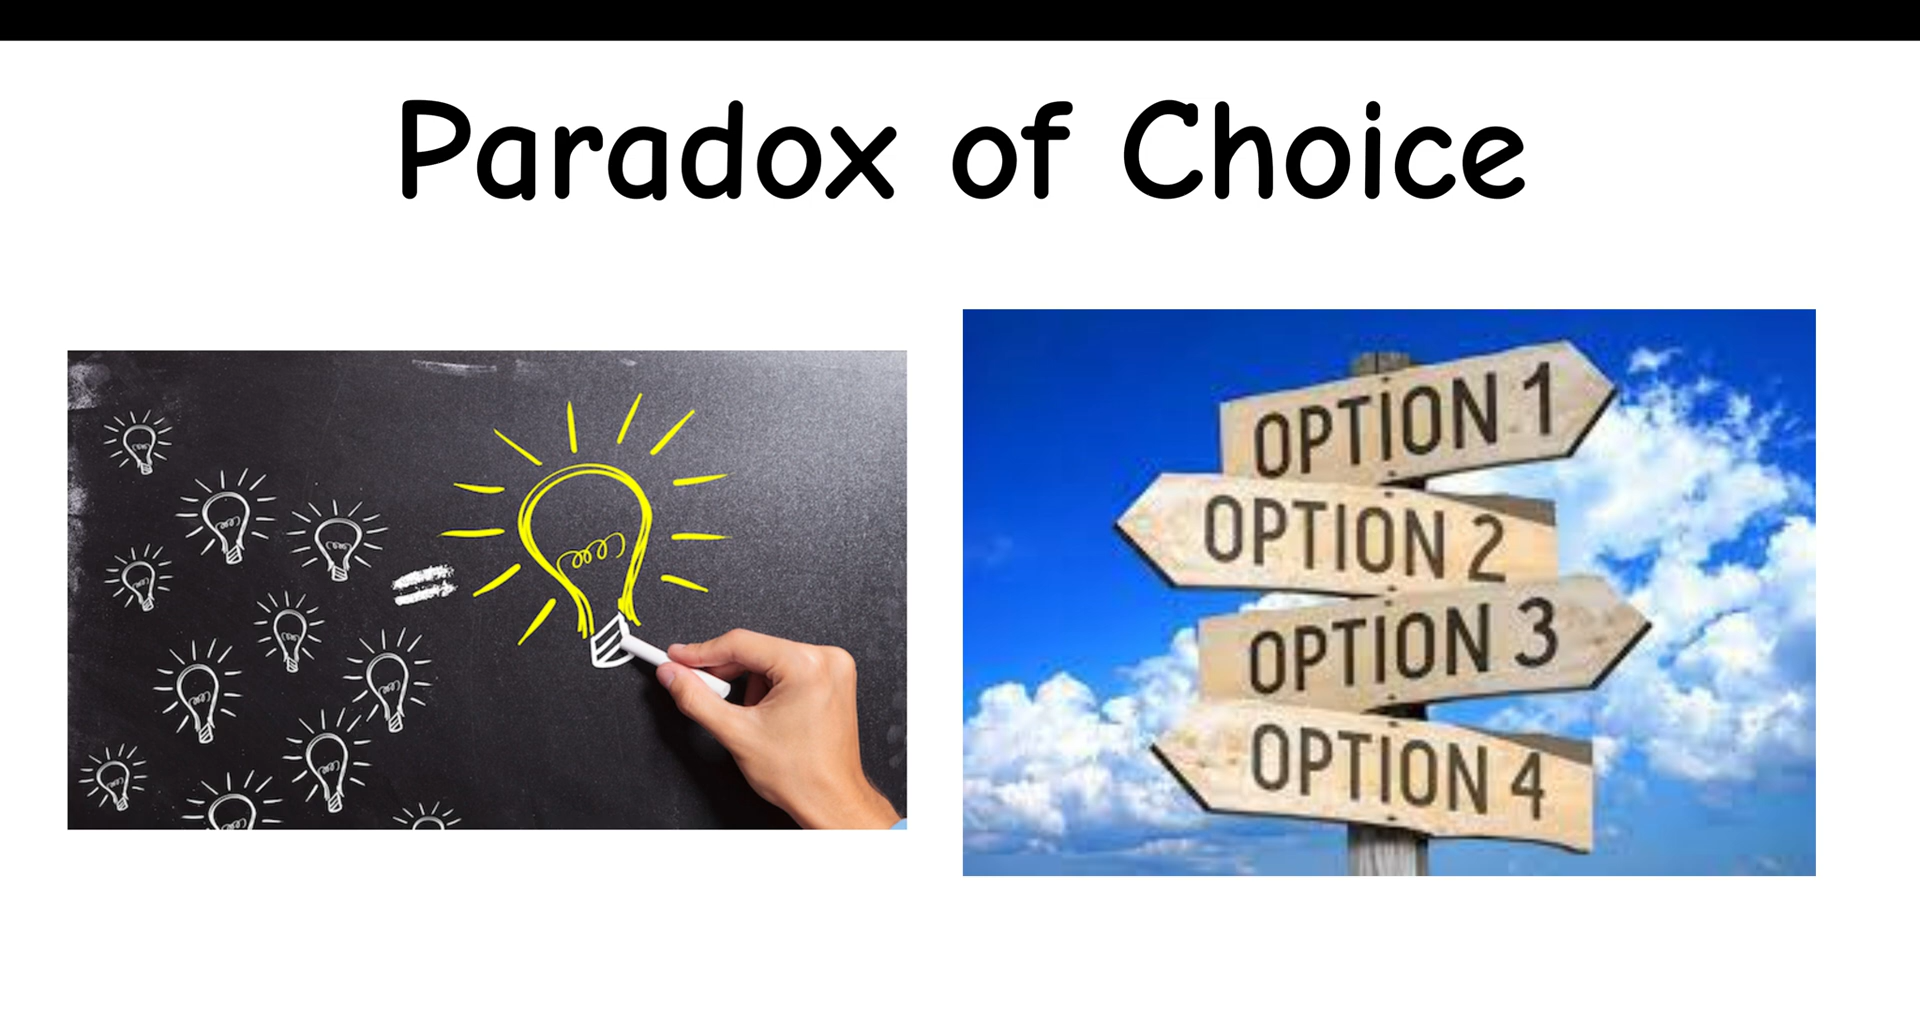 Paradox of Choice
OPTION 1
OPTION 2
OPTION 3
OPTION 4